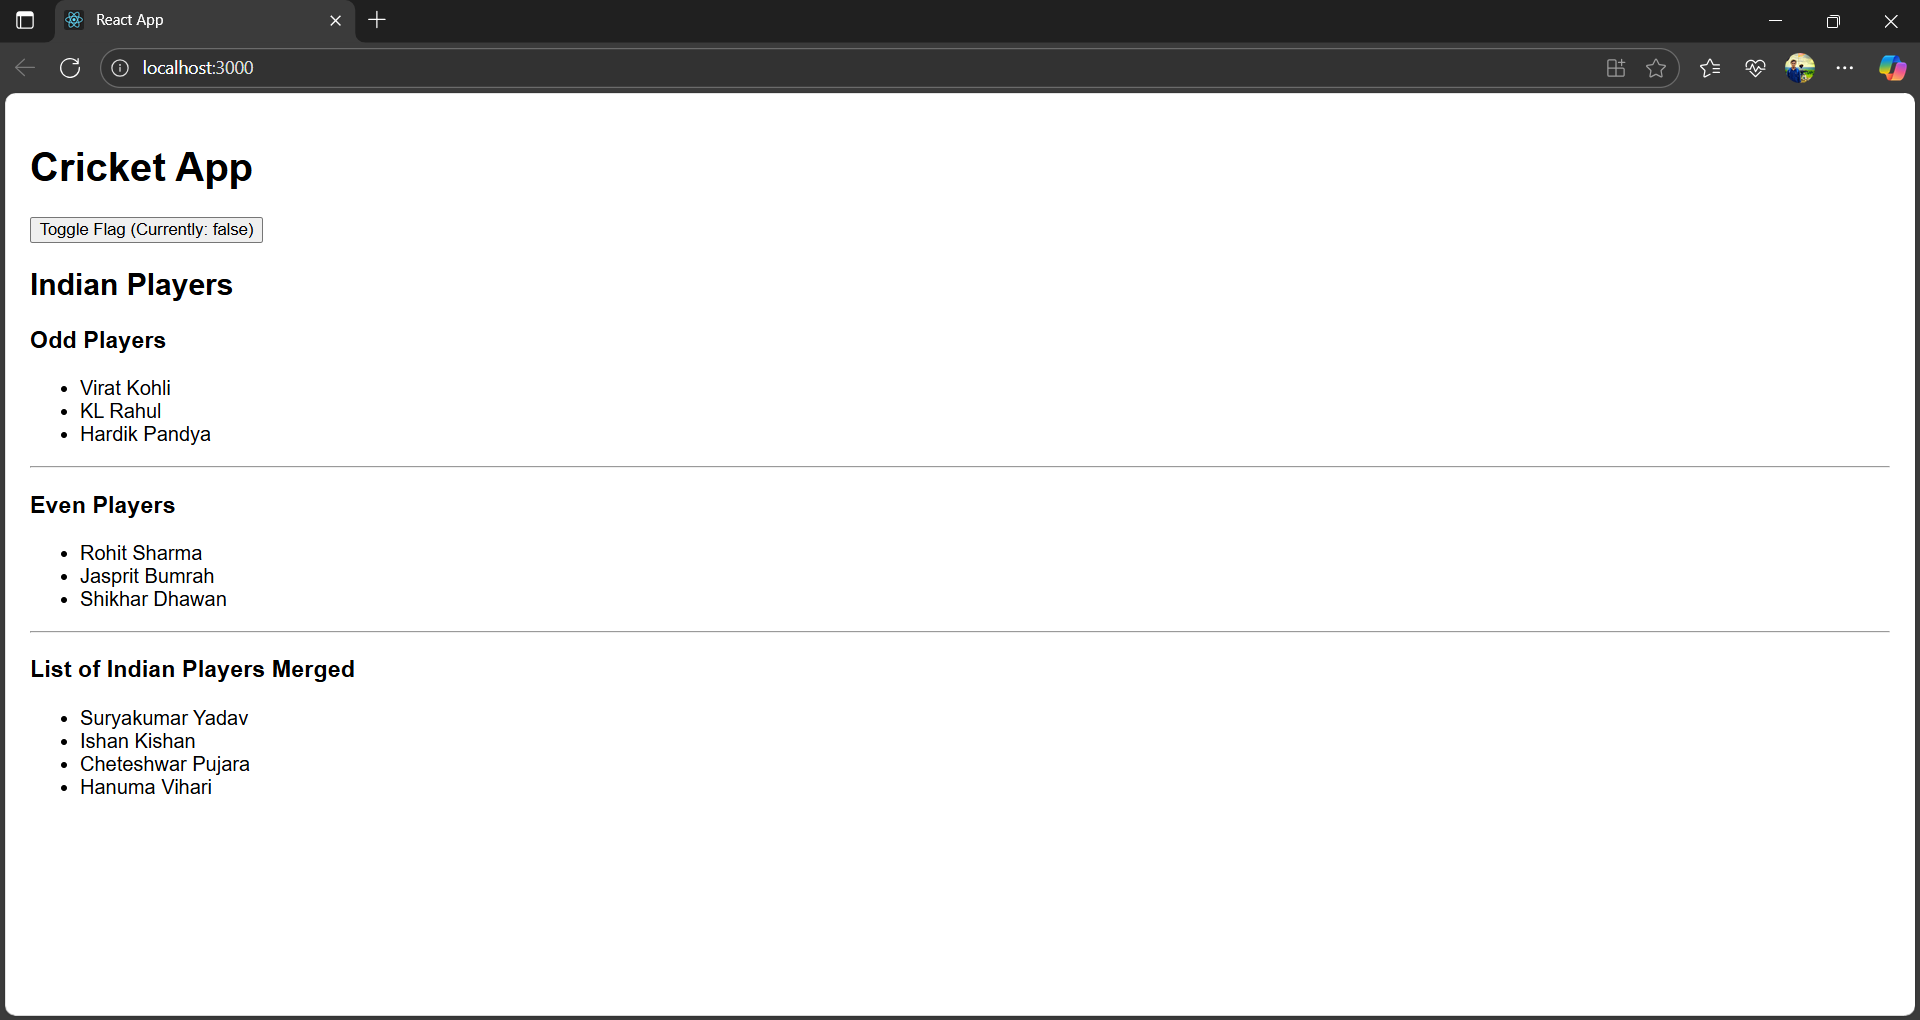 React App
localhost:3000
Cricket App
Toggle Flag (Currently: false)
Indian Players
Odd Players
Virat Kohli
KL Rahul
Hardik Pandya
Even Players
Rohit Sharma
Jasprit Bumrah
Shikhar Dhawan
List of Indian Players Merged
Suryakumar Yadav
Ishan Kishan
Cheteshwar Pujara
Hanuma Vihari